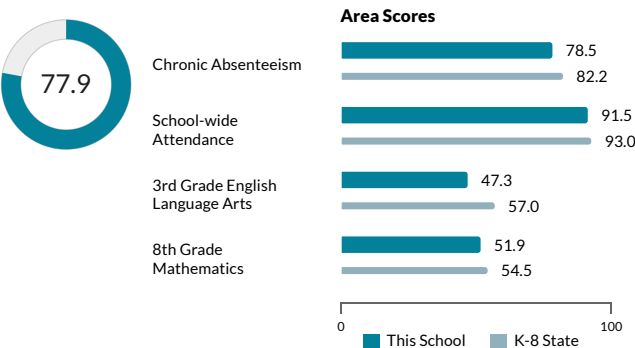 Area Scores
77.9
Chronic Absenteeism
78.5
82.2
School-wide
Attendance
91.5
93.0
3rd Grade English
Language Arts
47.3
57.0
8th Grade
Mathematics
51.9
54.5
0
100
This School
K-8 State